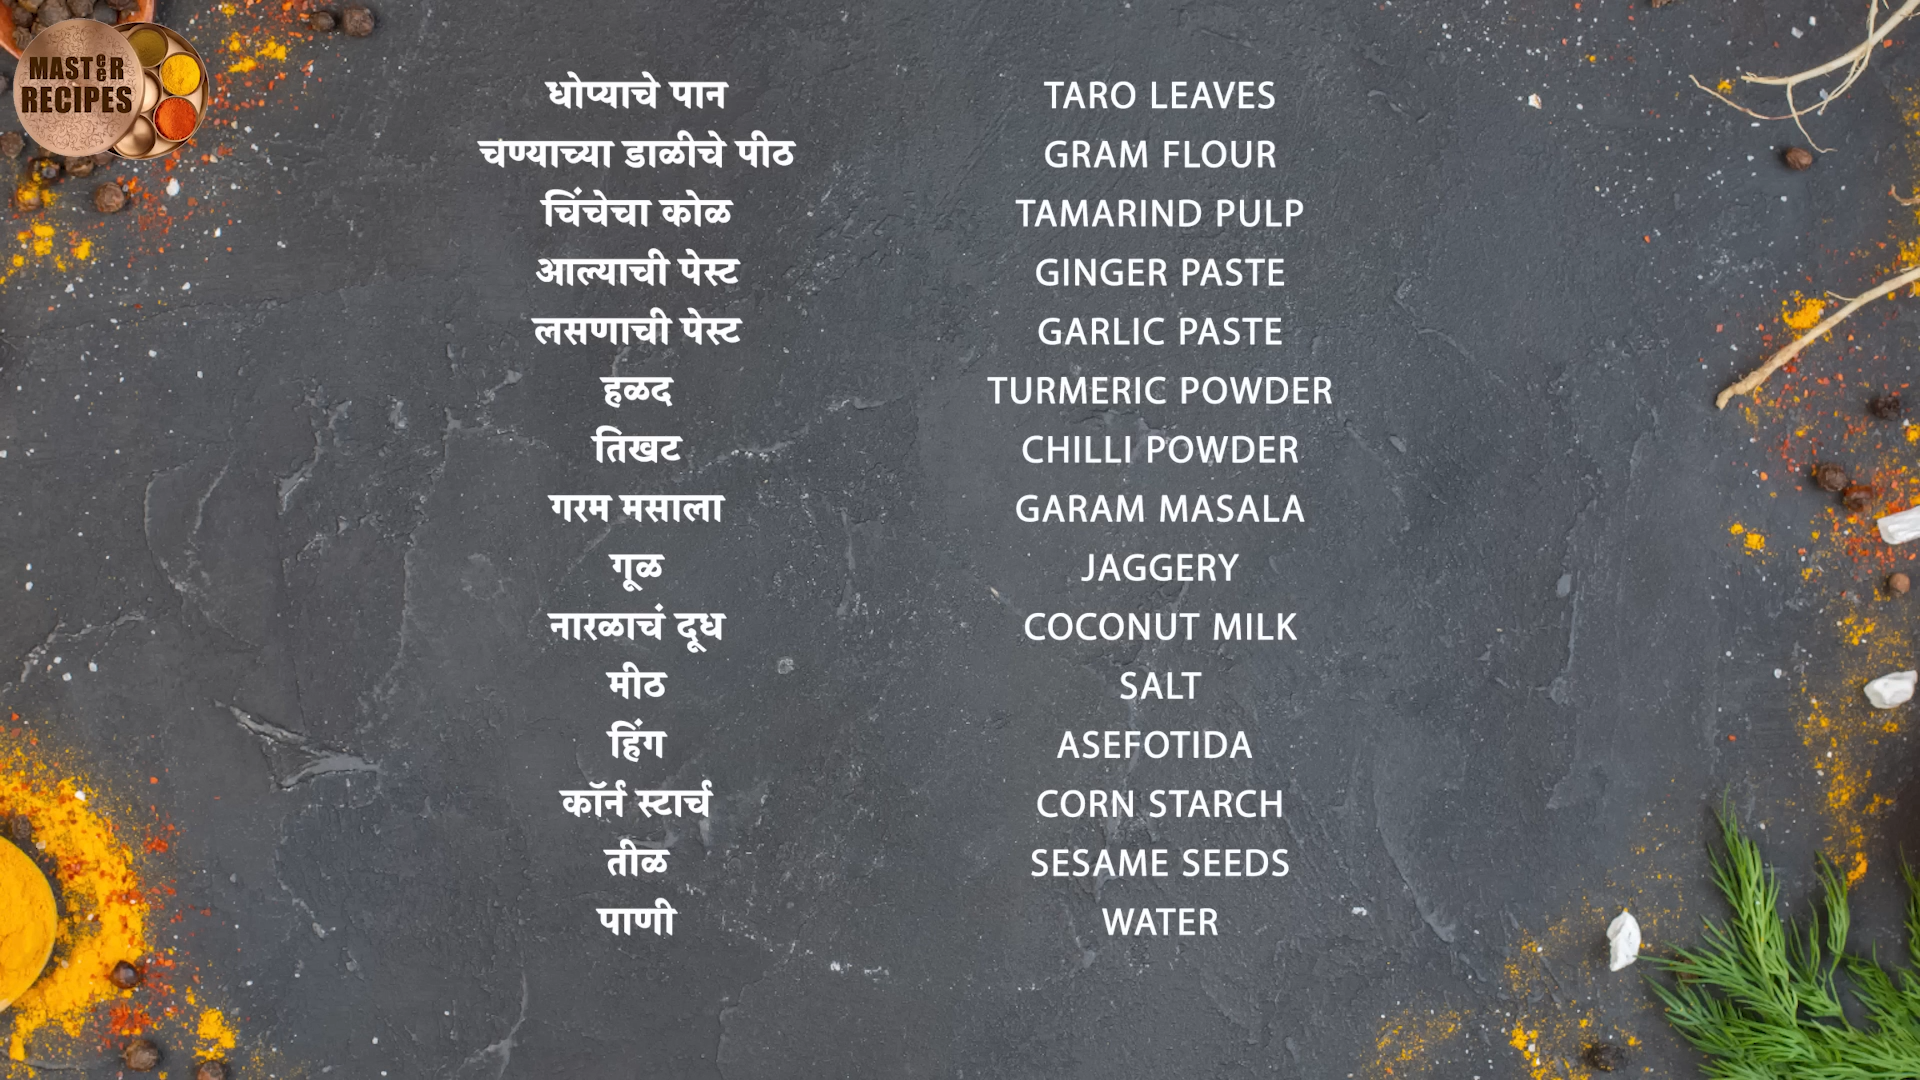 MASTeeR
RECIPES
धोप्याचे पान TARO LEAVES
चण्याच्या डाळीचे पीठ GRAM FLOUR
चिंचेचा कोळ TAMARIND PULP
आल्याची पेस्ट GINGER PASTE
लसणाची पेस्ट GARLIC PASTE
हळद TURMERIC POWDER
तिखट CHILLI POWDER
गरम मसाला GARAM MASALA
गूळ JAGGERY
नारळाचं दूध COCONUT MILK
मीठ SALT
हिंग ASEFOTIDA
कॉर्न स्टार्च CORN STARCH
तीळ SESAME SEEDS
पाणी WATER